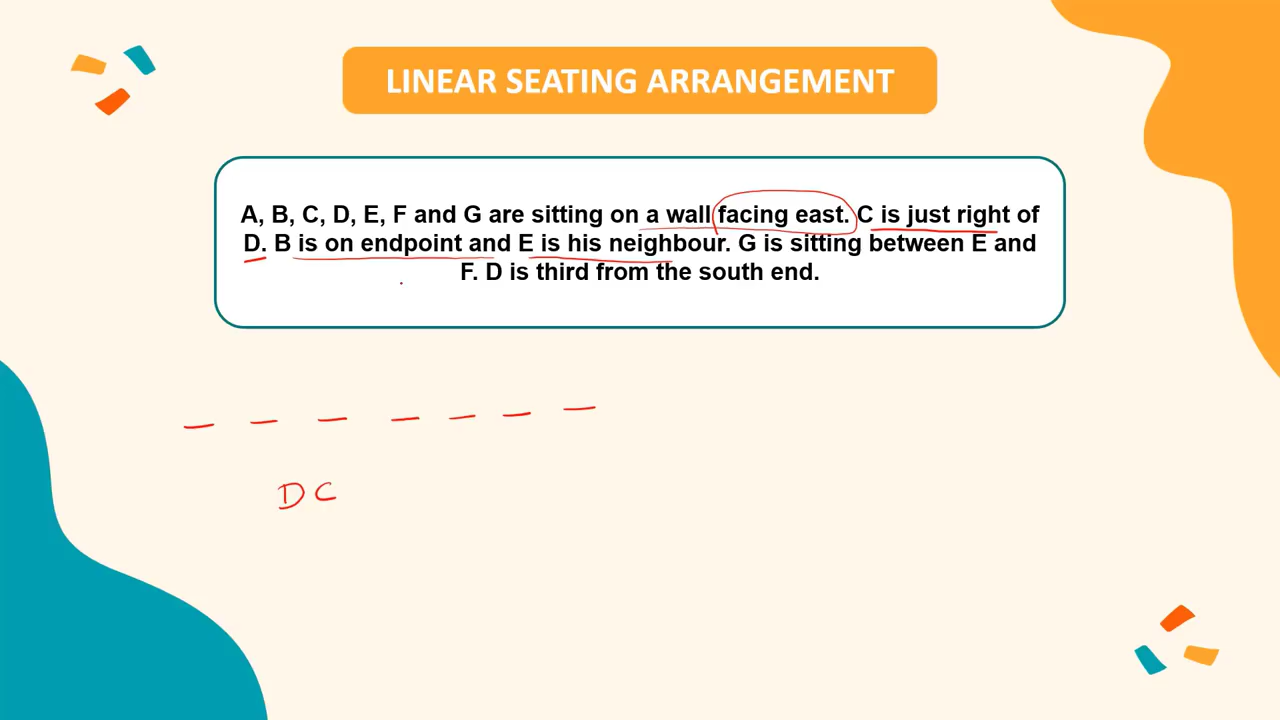 LINEAR SEATING ARRANGEMENT
A, B, C, D, E, F and G are sitting on a wall facing east. C is just right of
D. B is on endpoint and E is his neighbour. G is sitting between E and
F. D is third from the south end.
D C